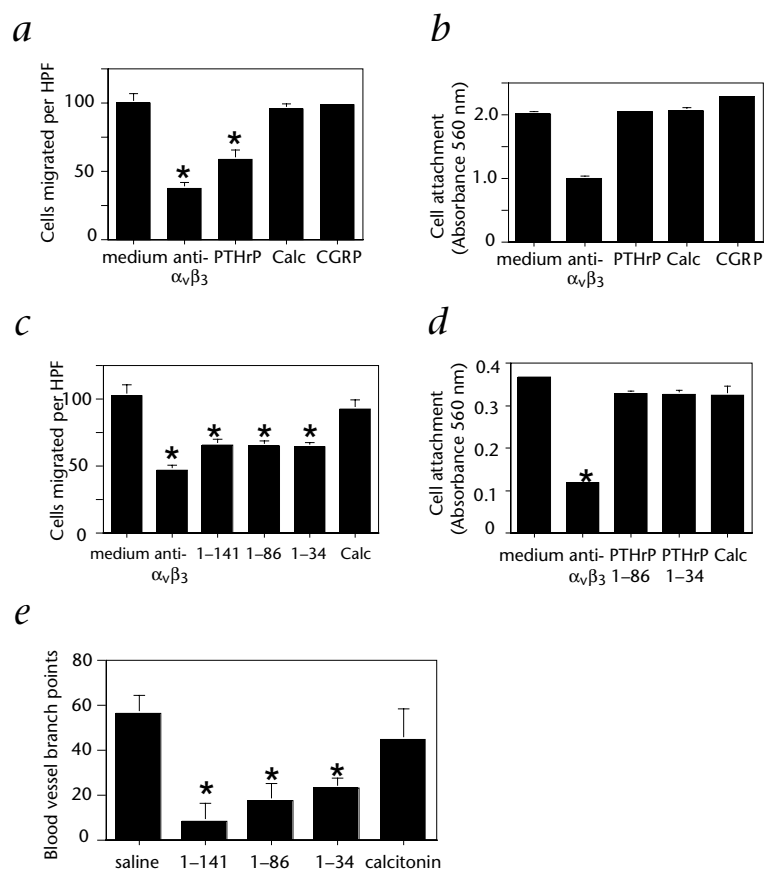 a
Cells migrated per HPF
100
50
0
*
*
medium anti- PTHrP Calc CGRP
αvβ3
b
Cell attachment
(Absorbance 560 nm)
2.0
1.0
0
medium anti- PTHrP Calc CGRP
αvβ3
c
Cells migrated per HPF
100
50
0
*
*
*
*
medium anti- 1–141 1–86 1–34 Calc
αvβ3
d
Cell attachment
(Absorbance 560 nm)
0.4
0.3
0.1
0.0
*
medium anti- PTHrP PTHrP Calc
αvβ3 1–86 1–34
e
Blood vessel branch points
80
60
40
20
0
*
*
*
saline 1–141 1–86 1–34 calcitonin